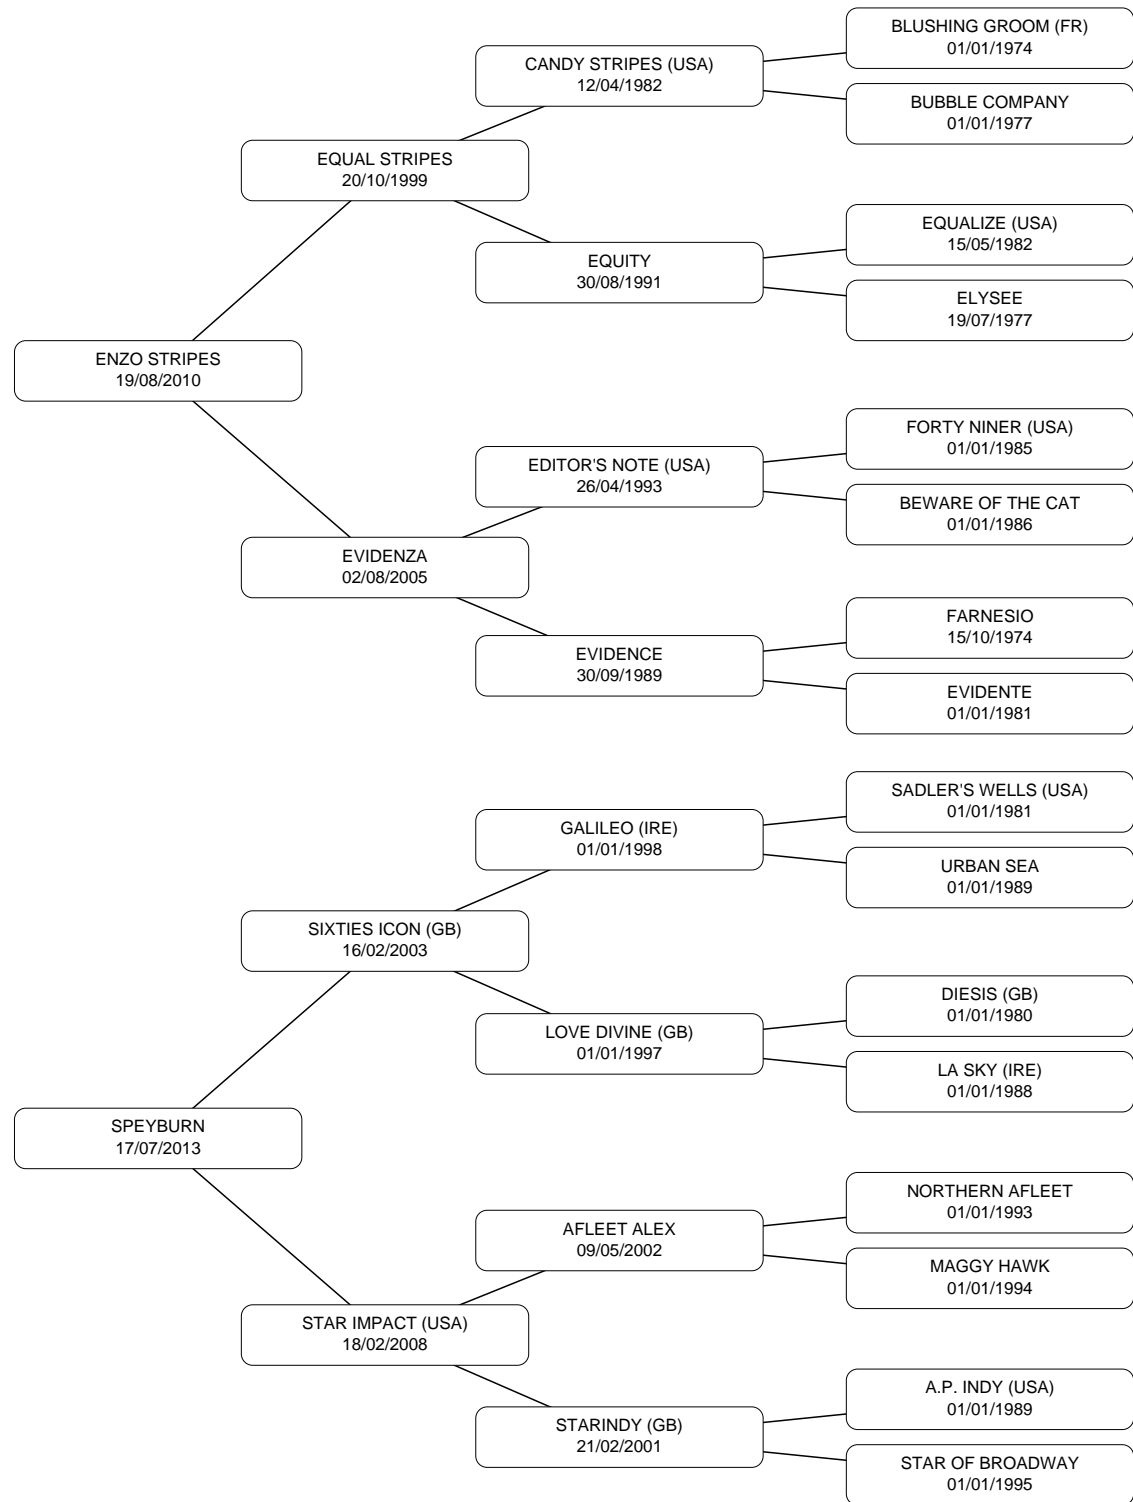 BLUSHING GROOM (FR)
01/01/1974
CANDY STRIPES (USA)
12/04/1982
BUBBLE COMPANY
01/01/1977
EQUAL STRIPES
20/10/1999
EQUALIZE (USA)
15/05/1982
EQUITY
30/08/1991
ELYSEE
19/07/1977
ENZO STRIPES
19/08/2010
FORTY NINER (USA)
01/01/1985
EDITOR'S NOTE (USA)
26/04/1993
BEWARE OF THE CAT
01/01/1986
EVIDENZA
02/08/2005
FARNESIO
15/10/1974
EVIDENCE
30/09/1989
EVIDENTE
01/01/1981
SADLER'S WELLS (USA)
01/01/1981
GALILEO (IRE)
01/01/1998
URBAN SEA
01/01/1989
SIXTIES ICON (GB)
16/02/2003
DIESIS (GB)
01/01/1980
LOVE DIVINE (GB)
01/01/1997
LA SKY (IRE)
01/01/1988
SPEYBURN
17/07/2013
NORTHERN AFLEET
01/01/1993
AFLEET ALEX
09/05/2002
MAGGY HAWK
01/01/1994
STAR IMPACT (USA)
18/02/2008
A.P. INDY (USA)
01/01/1989
STARINDY (GB)
21/02/2001
STAR OF BROADWAY
01/01/1995